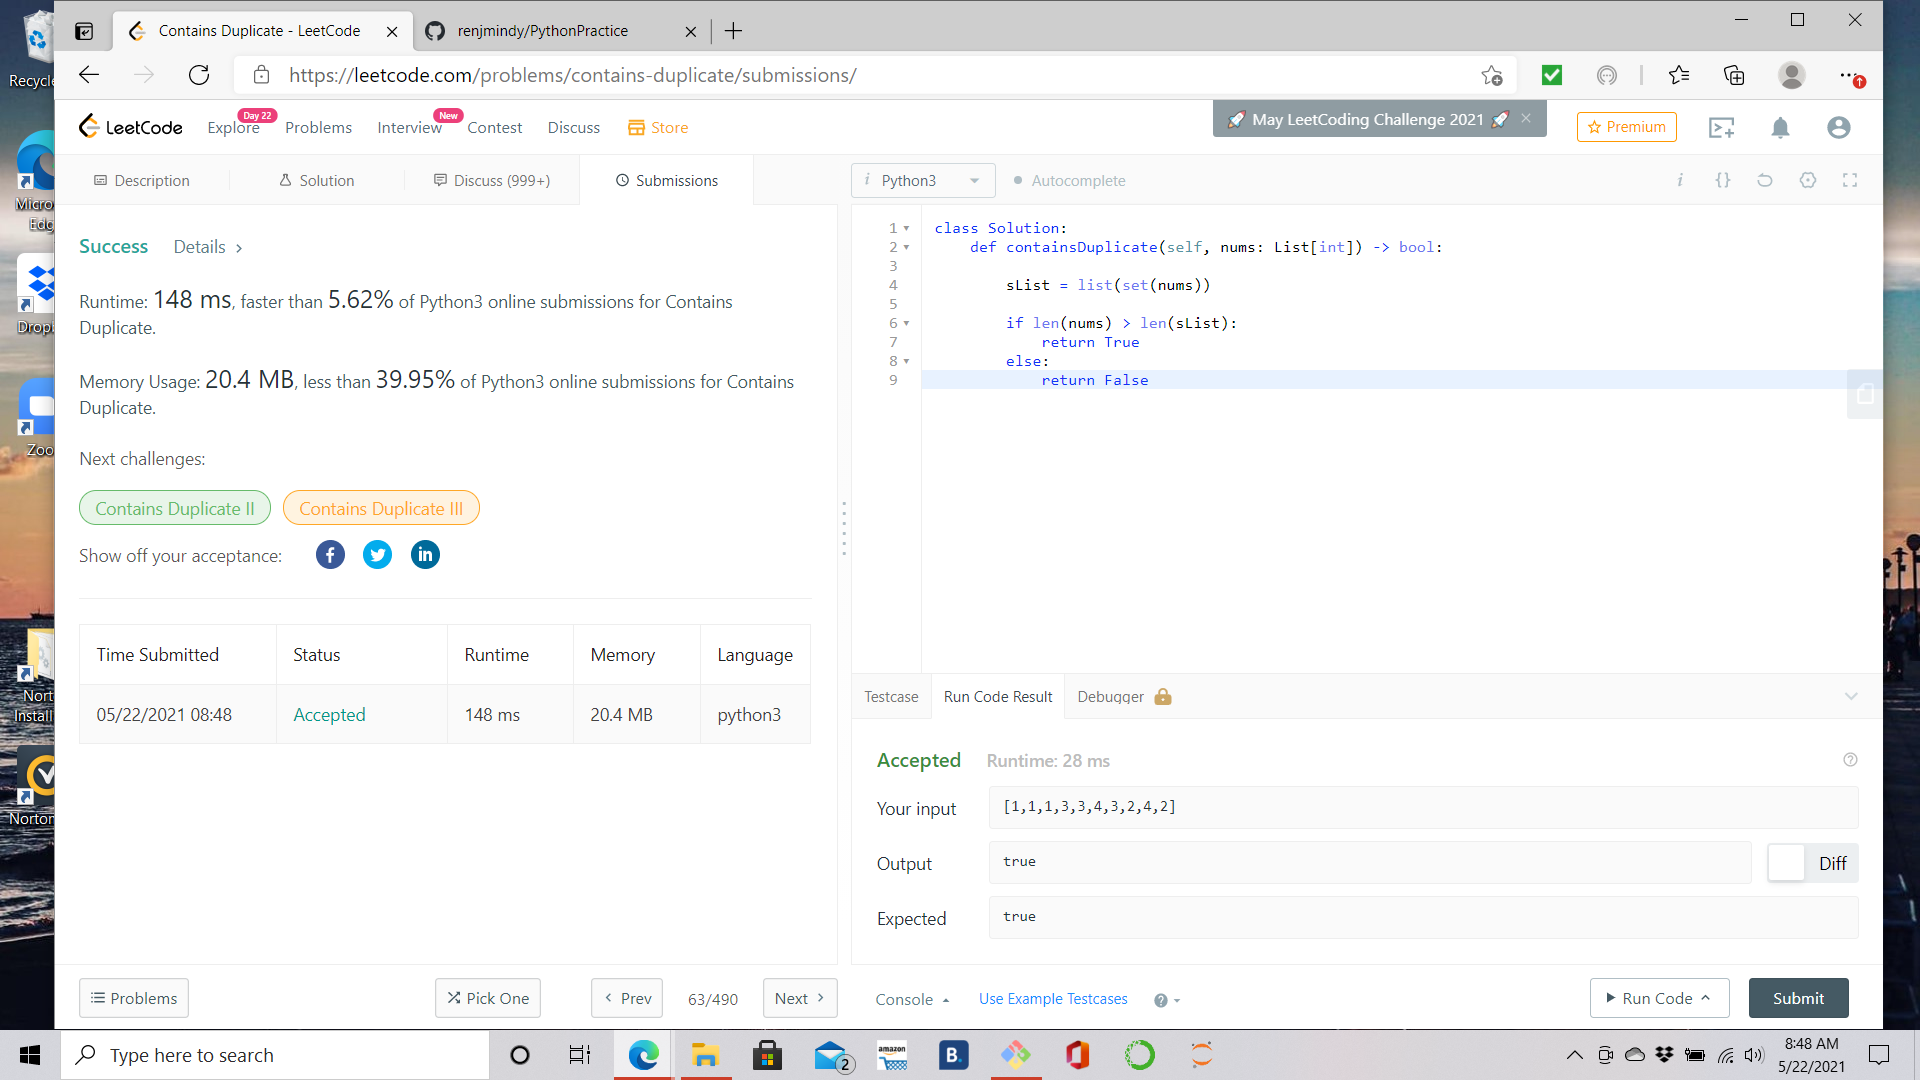 Recycle
Micro
Edg
Dropb
Zoo
Nort
Install
Norton
Contains Duplicate - LeetCode
renjmindy/PythonPractice
https://leetcode.com/problems/contains-duplicate/submissions/
LeetCode
Explore
Day 22
Problems
Interview
New
Contest
Discuss
Store
May LeetCoding Challenge 2021
Premium
Description
Solution
Discuss (999+)
Submissions
i Python3
Autocomplete
i
{}
Success
Details
Runtime: 148 ms, faster than 5.62% of Python3 online submissions for Contains
Duplicate.
Memory Usage: 20.4 MB, less than 39.95% of Python3 online submissions for Contains
Duplicate.
Next challenges:
Contains Duplicate II
Contains Duplicate III
Show off your acceptance:
Time Submitted Status Runtime Memory Language
05/22/2021 08:48 Accepted 148 ms 20.4 MB python3
1 class Solution:
2 def containsDuplicate(self, nums: List[int]) -> bool:
3
4 sList = list(set(nums))
5
6 if len(nums) > len(sList):
7 return True
8 else:
9 return False
Testcase
Run Code Result
Debugger
Accepted
Runtime: 28 ms
Your input
[1,1,1,3,3,4,3,2,4,2]
Output
true
Diff
Expected
true
Problems
Pick One
Prev
63/490
Next
Console
Use Example Testcases
Run Code
Submit
Type here to search
2
amazon
B.
8:48 AM
5/22/2021